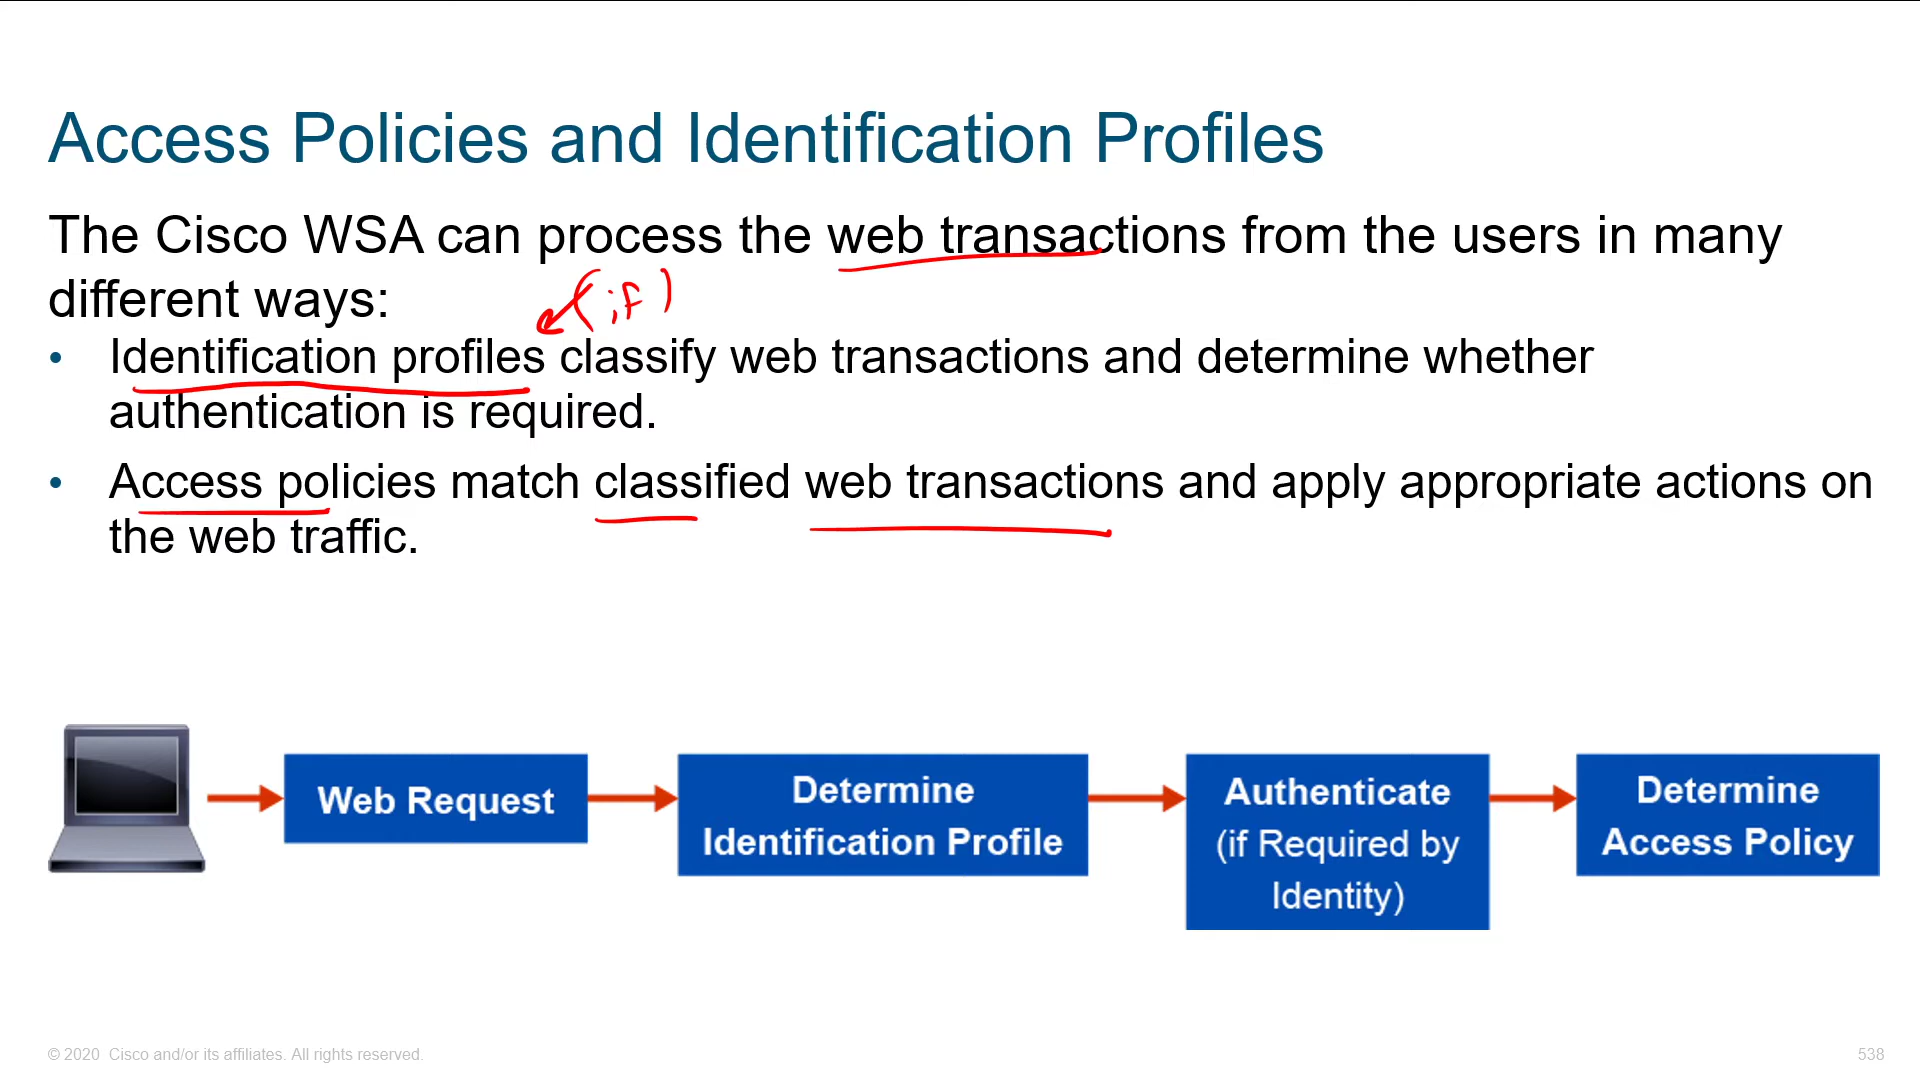 Access Policies and Identification Profiles
The Cisco WSA can process the web transactions from the users in many
different ways:
(if)
• Identification profiles classify web transactions and determine whether
authentication is required.
• Access policies match classified web transactions and apply appropriate actions on
the web traffic.
Web Request
Determine
Identification Profile
Authenticate
(if Required by
Identity)
Determine
Access Policy
© 2020 Cisco and/or its affiliates. All rights reserved.
538